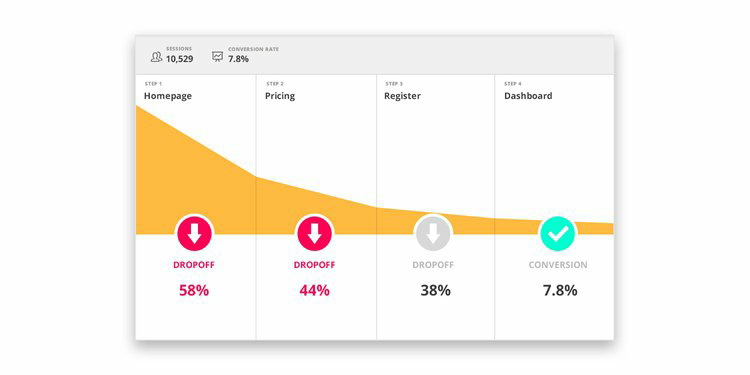 SESSIONS
10,529
CONVERSION RATE
7.8%
STEP 1
Homepage
STEP 2
Pricing
STEP 3
Register
STEP 4
Dashboard
DROPOFF
58%
DROPOFF
44%
DROPOFF
38%
CONVERSION
7.8%